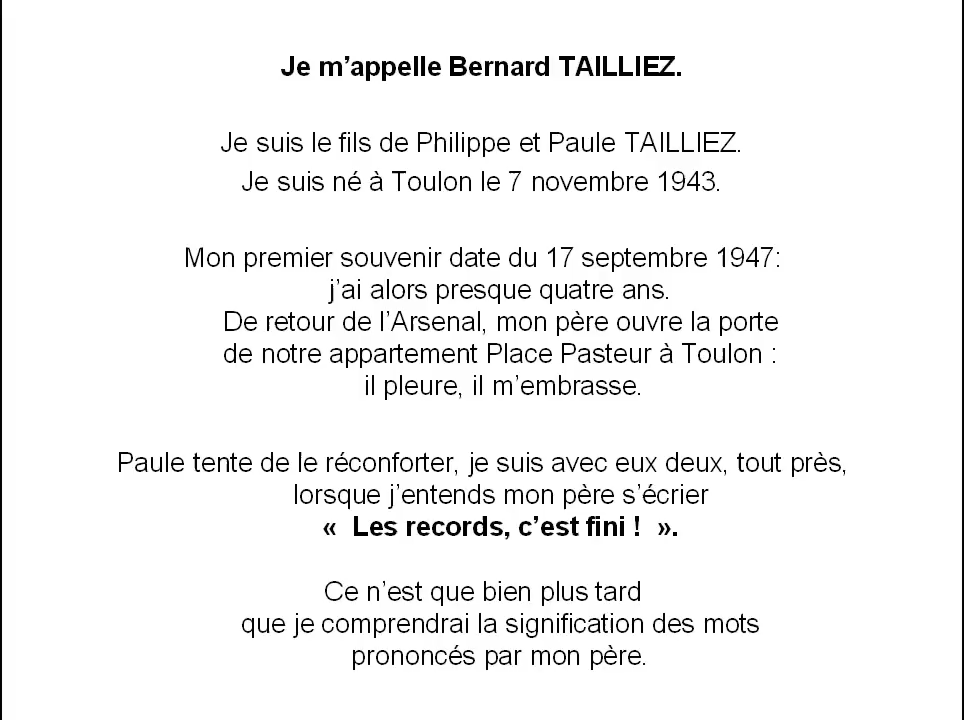 Je m’appelle Bernard TAILLIEZ.
Je suis le fils de Philippe et Paule TAILLIEZ.
Je suis né à Toulon le 7 novembre 1943.
Mon premier souvenir date du 17 septembre 1947:
j’ai alors presque quatre ans.
De retour de l’Arsenal, mon père ouvre la porte
de notre appartement Place Pasteur à Toulon :
il pleure, il m’embrasse.
Paule tente de le réconforter, je suis avec eux deux, tout près,
lorsque j’entends mon père s’écrier
«  Les records, c’est fini !  ».
Ce n’est que bien plus tard
que je comprendrai la signification des mots
prononcés par mon père.